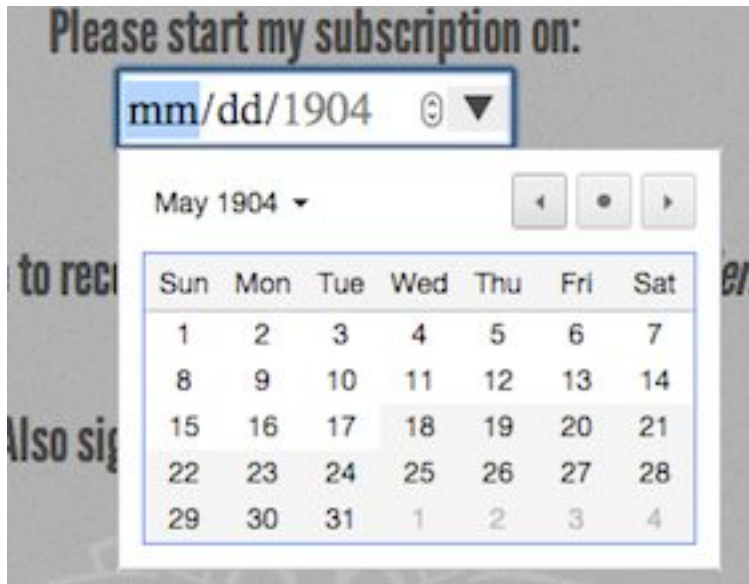 Please start my subscription on:
mm/dd/1904
May 1904
to recr
Sun Mon Tue Wed Thu Fri Sat
1 2 3 4 5 6 7
8 9 10 11 12 13 14
15 16 17 18 19 20 21
Also sig
22 23 24 25 26 27 28
29 30 31 1 2 3 4